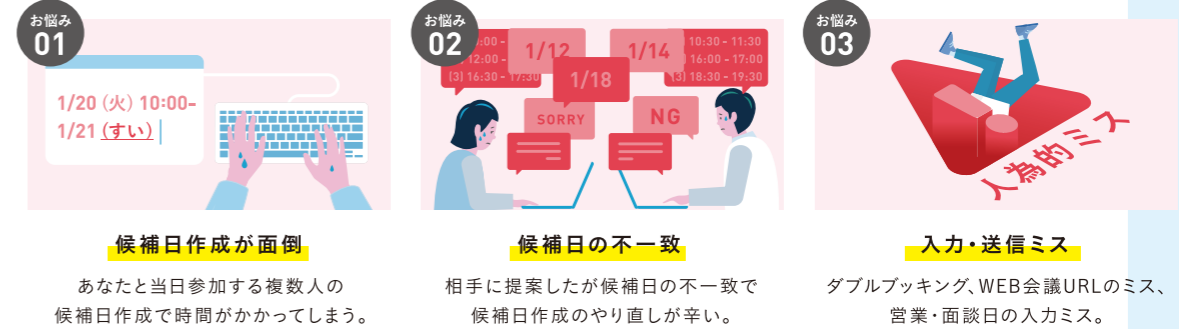 お悩み
01
1/20 (火) 10:00-
1/21 (すい)
候補日作成が面倒
あなたと当日参加する複数人の
候補日作成で時間がかかってしまう。
お悩み
02
:00 -
12:00 -
(3) 16:30 - 17:30
1/12
1/18
1/14
10:30 - 11:30
16:00 - 17:00
(3) 18:30 - 19:30
SORRY
NG
候補日の不一致
相手に提案したが候補日の不一致で
候補日作成のやり直しが辛い。
お悩み
03
人為的ミス
入力・送信ミス
ダブルブッキング、WEB会議URLのミス、
営業・面談日の入力ミス。